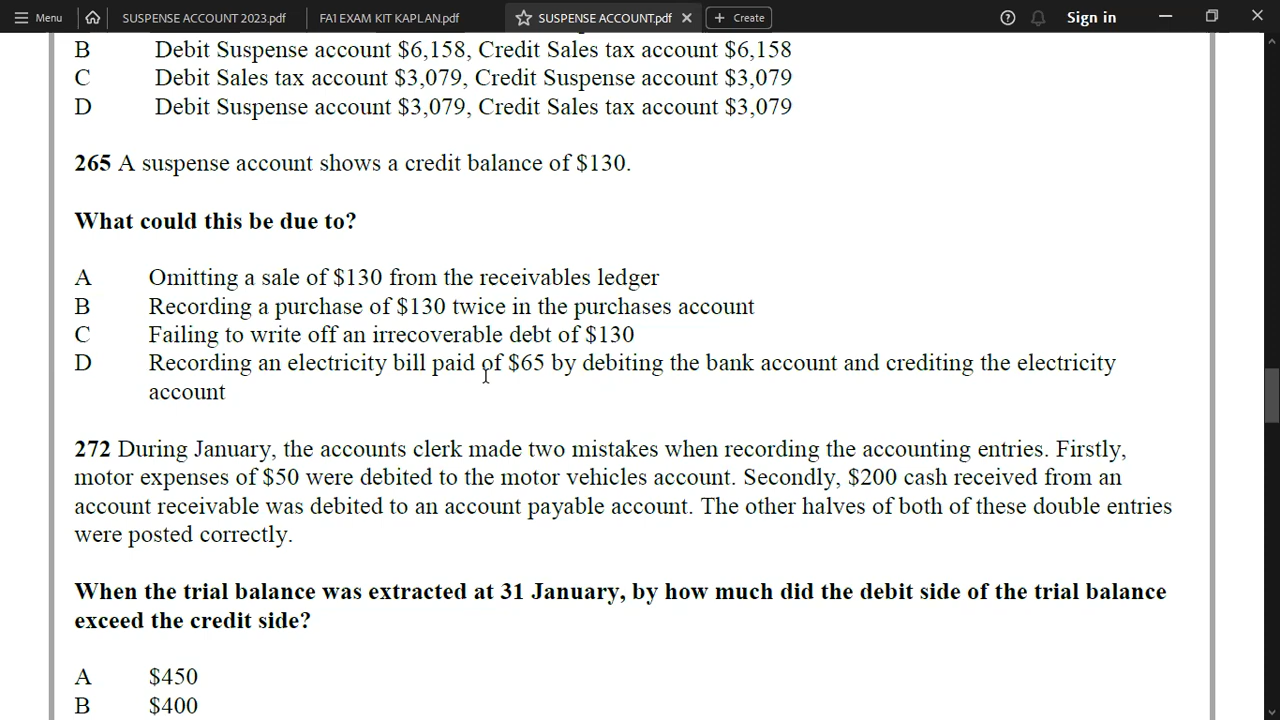 Menu SUSPENSE ACCOUNT 2023.pdf FA1 EXAM KIT KAPLAN.pdf SUSPENSE ACCOUNT.pdf Create Sign in
B Debit Suspense account $6,158, Credit Sales tax account $6,158
C Debit Sales tax account $3,079, Credit Suspense account $3,079
D Debit Suspense account $3,079, Credit Sales tax account $3,079
265 A suspense account shows a credit balance of $130.
What could this be due to?
A Omitting a sale of $130 from the receivables ledger
B Recording a purchase of $130 twice in the purchases account
C Failing to write off an irrecoverable debt of $130
D Recording an electricity bill paid of $65 by debiting the bank account and crediting the electricity
account
272 During January, the accounts clerk made two mistakes when recording the accounting entries. Firstly,
motor expenses of $50 were debited to the motor vehicles account. Secondly, $200 cash received from an
account receivable was debited to an account payable account. The other halves of both of these double entries
were posted correctly.
When the trial balance was extracted at 31 January, by how much did the debit side of the trial balance
exceed the credit side?
A $450
B $400